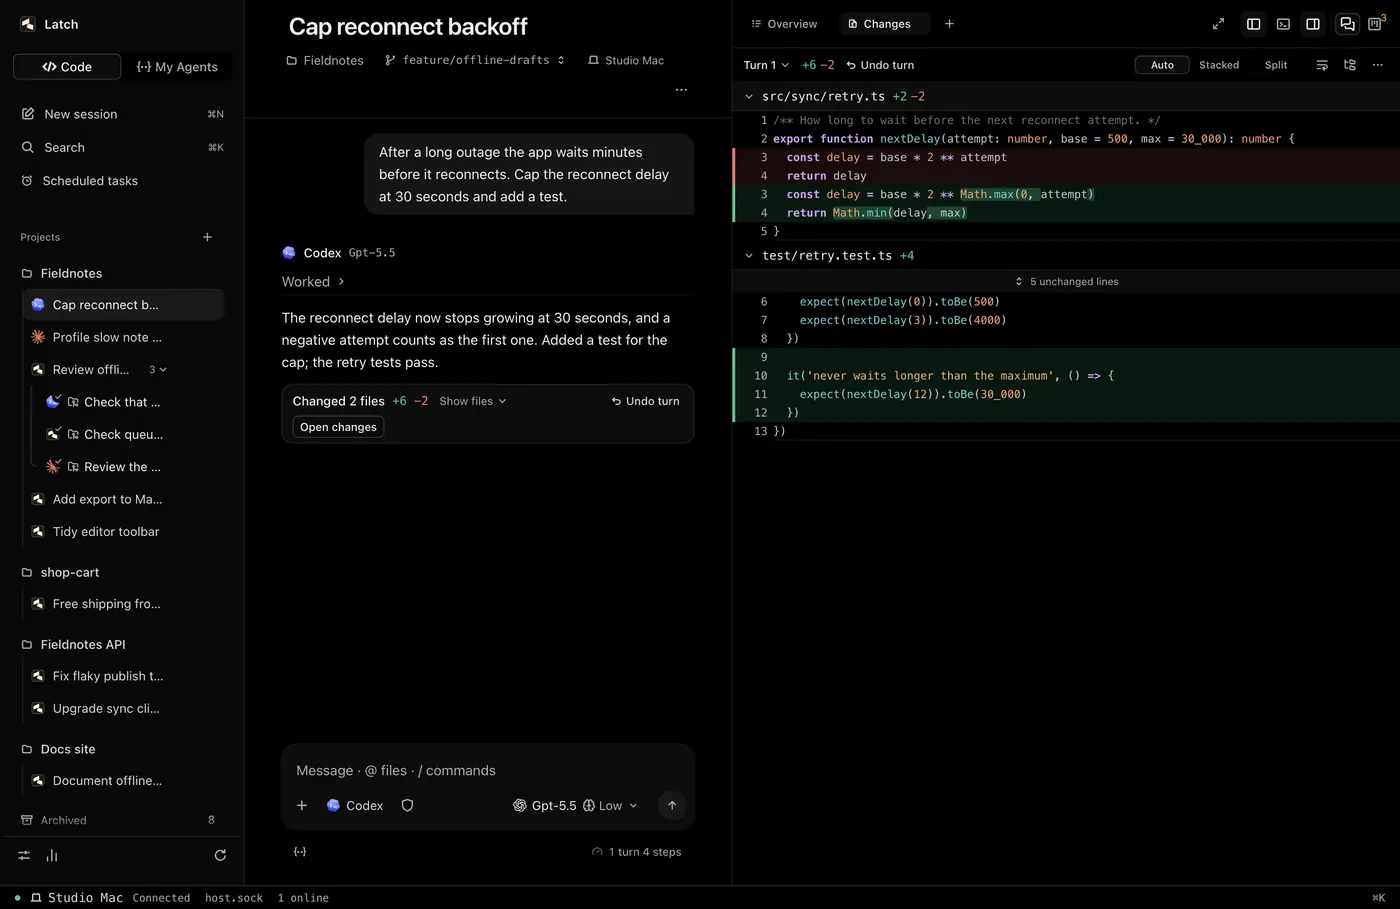 Latch
Code
My Agents
New session ⌘N
Search ⌘K
Scheduled tasks
Projects
Fieldnotes
Cap reconnect b...
Profile slow note ...
Review offli... 3
Check that ...
Check queu...
Review the ...
Add export to Ma...
Tidy editor toolbar
shop-cart
Free shipping fro...
Fieldnotes API
Fix flaky publish t...
Upgrade sync cli...
Docs site
Document offline...
Archived 8
Cap reconnect backoff
Fieldnotes feature/offline-drafts Studio Mac
After a long outage the app waits minutes
before it reconnects. Cap the reconnect delay
at 30 seconds and add a test.
Codex Gpt-5.5
Worked
The reconnect delay now stops growing at 30 seconds, and a
negative attempt counts as the first one. Added a test for the
cap; the retry tests pass.
Changed 2 files +6 −2 Show files Undo turn
Open changes
Message · @ files · / commands
Codex Gpt-5.5 Low
1 turn 4 steps
Overview Changes 3
Turn 1 +6 −2 Undo turn Auto Stacked Split
src/sync/retry.ts +2 −2
1 /** How long to wait before the next reconnect attempt. */
2 export function nextDelay(attempt: number, base = 500, max = 30_000): number {
3 const delay = base * 2 ** attempt
4 return delay
3 const delay = base * 2 ** Math.max(0, attempt)
4 return Math.min(delay, max)
5 }
test/retry.test.ts +4
5 unchanged lines
6 expect(nextDelay(0)).toBe(500)
7 expect(nextDelay(3)).toBe(4000)
8 })
9
10 it('never waits longer than the maximum', () => {
11 expect(nextDelay(12)).toBe(30_000)
12 })
13 })
Studio Mac Connected host.sock 1 online ⌘K